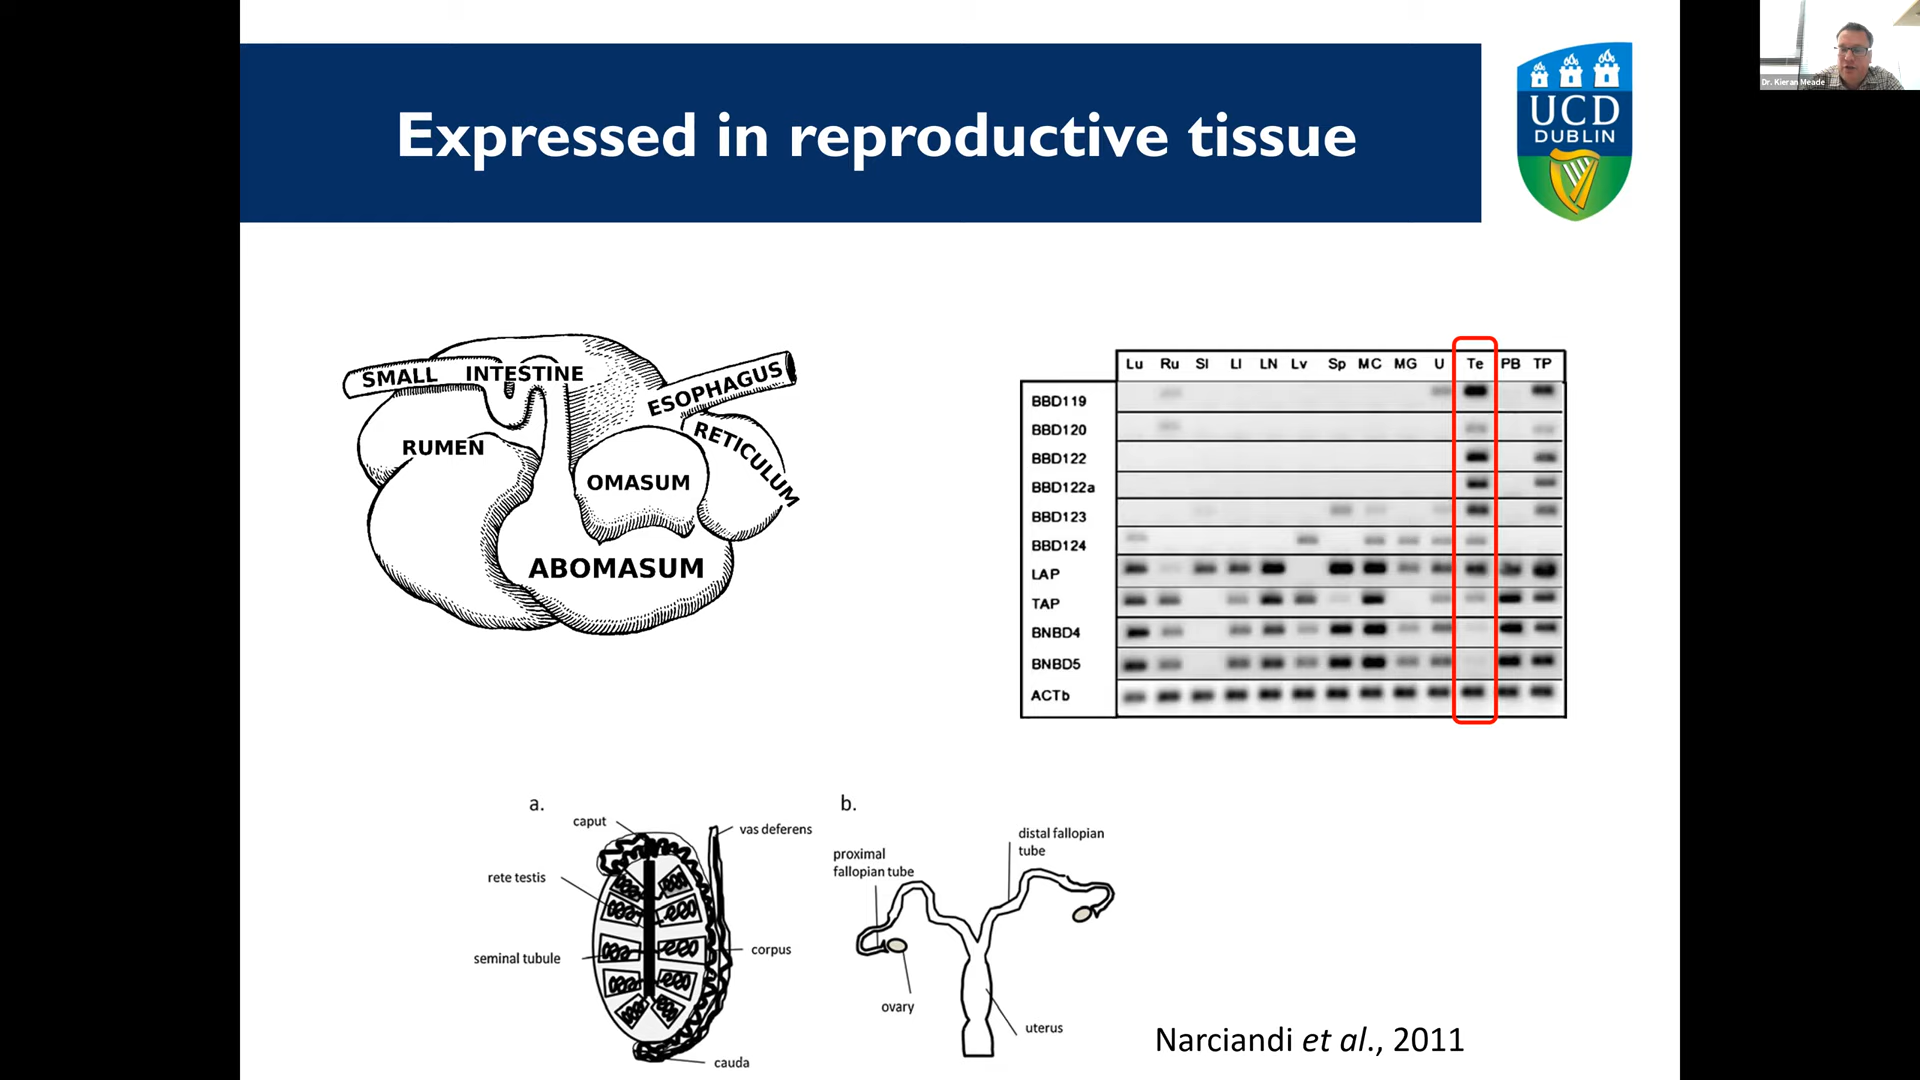 Expressed in reproductive tissue
UCD
DUBLIN
Dr. Kieran Meade
SMALL INTESTINE
ESOPHAGUS
RUMEN
RETICULUM
OMASUM
ABOMASUM
Lu Ru SI LI LN Lv Sp MC MG U Te PB TP
BBD119
BBD120
BBD122
BBD122a
BBD123
BBD124
LAP
TAP
BNBD4
BNBD5
ACTb
a.
caput
vas deferens
rete testis
seminal tubule
corpus
cauda
b.
distal fallopian
tube
proximal
fallopian tube
ovary
uterus
Narciandi et al., 2011